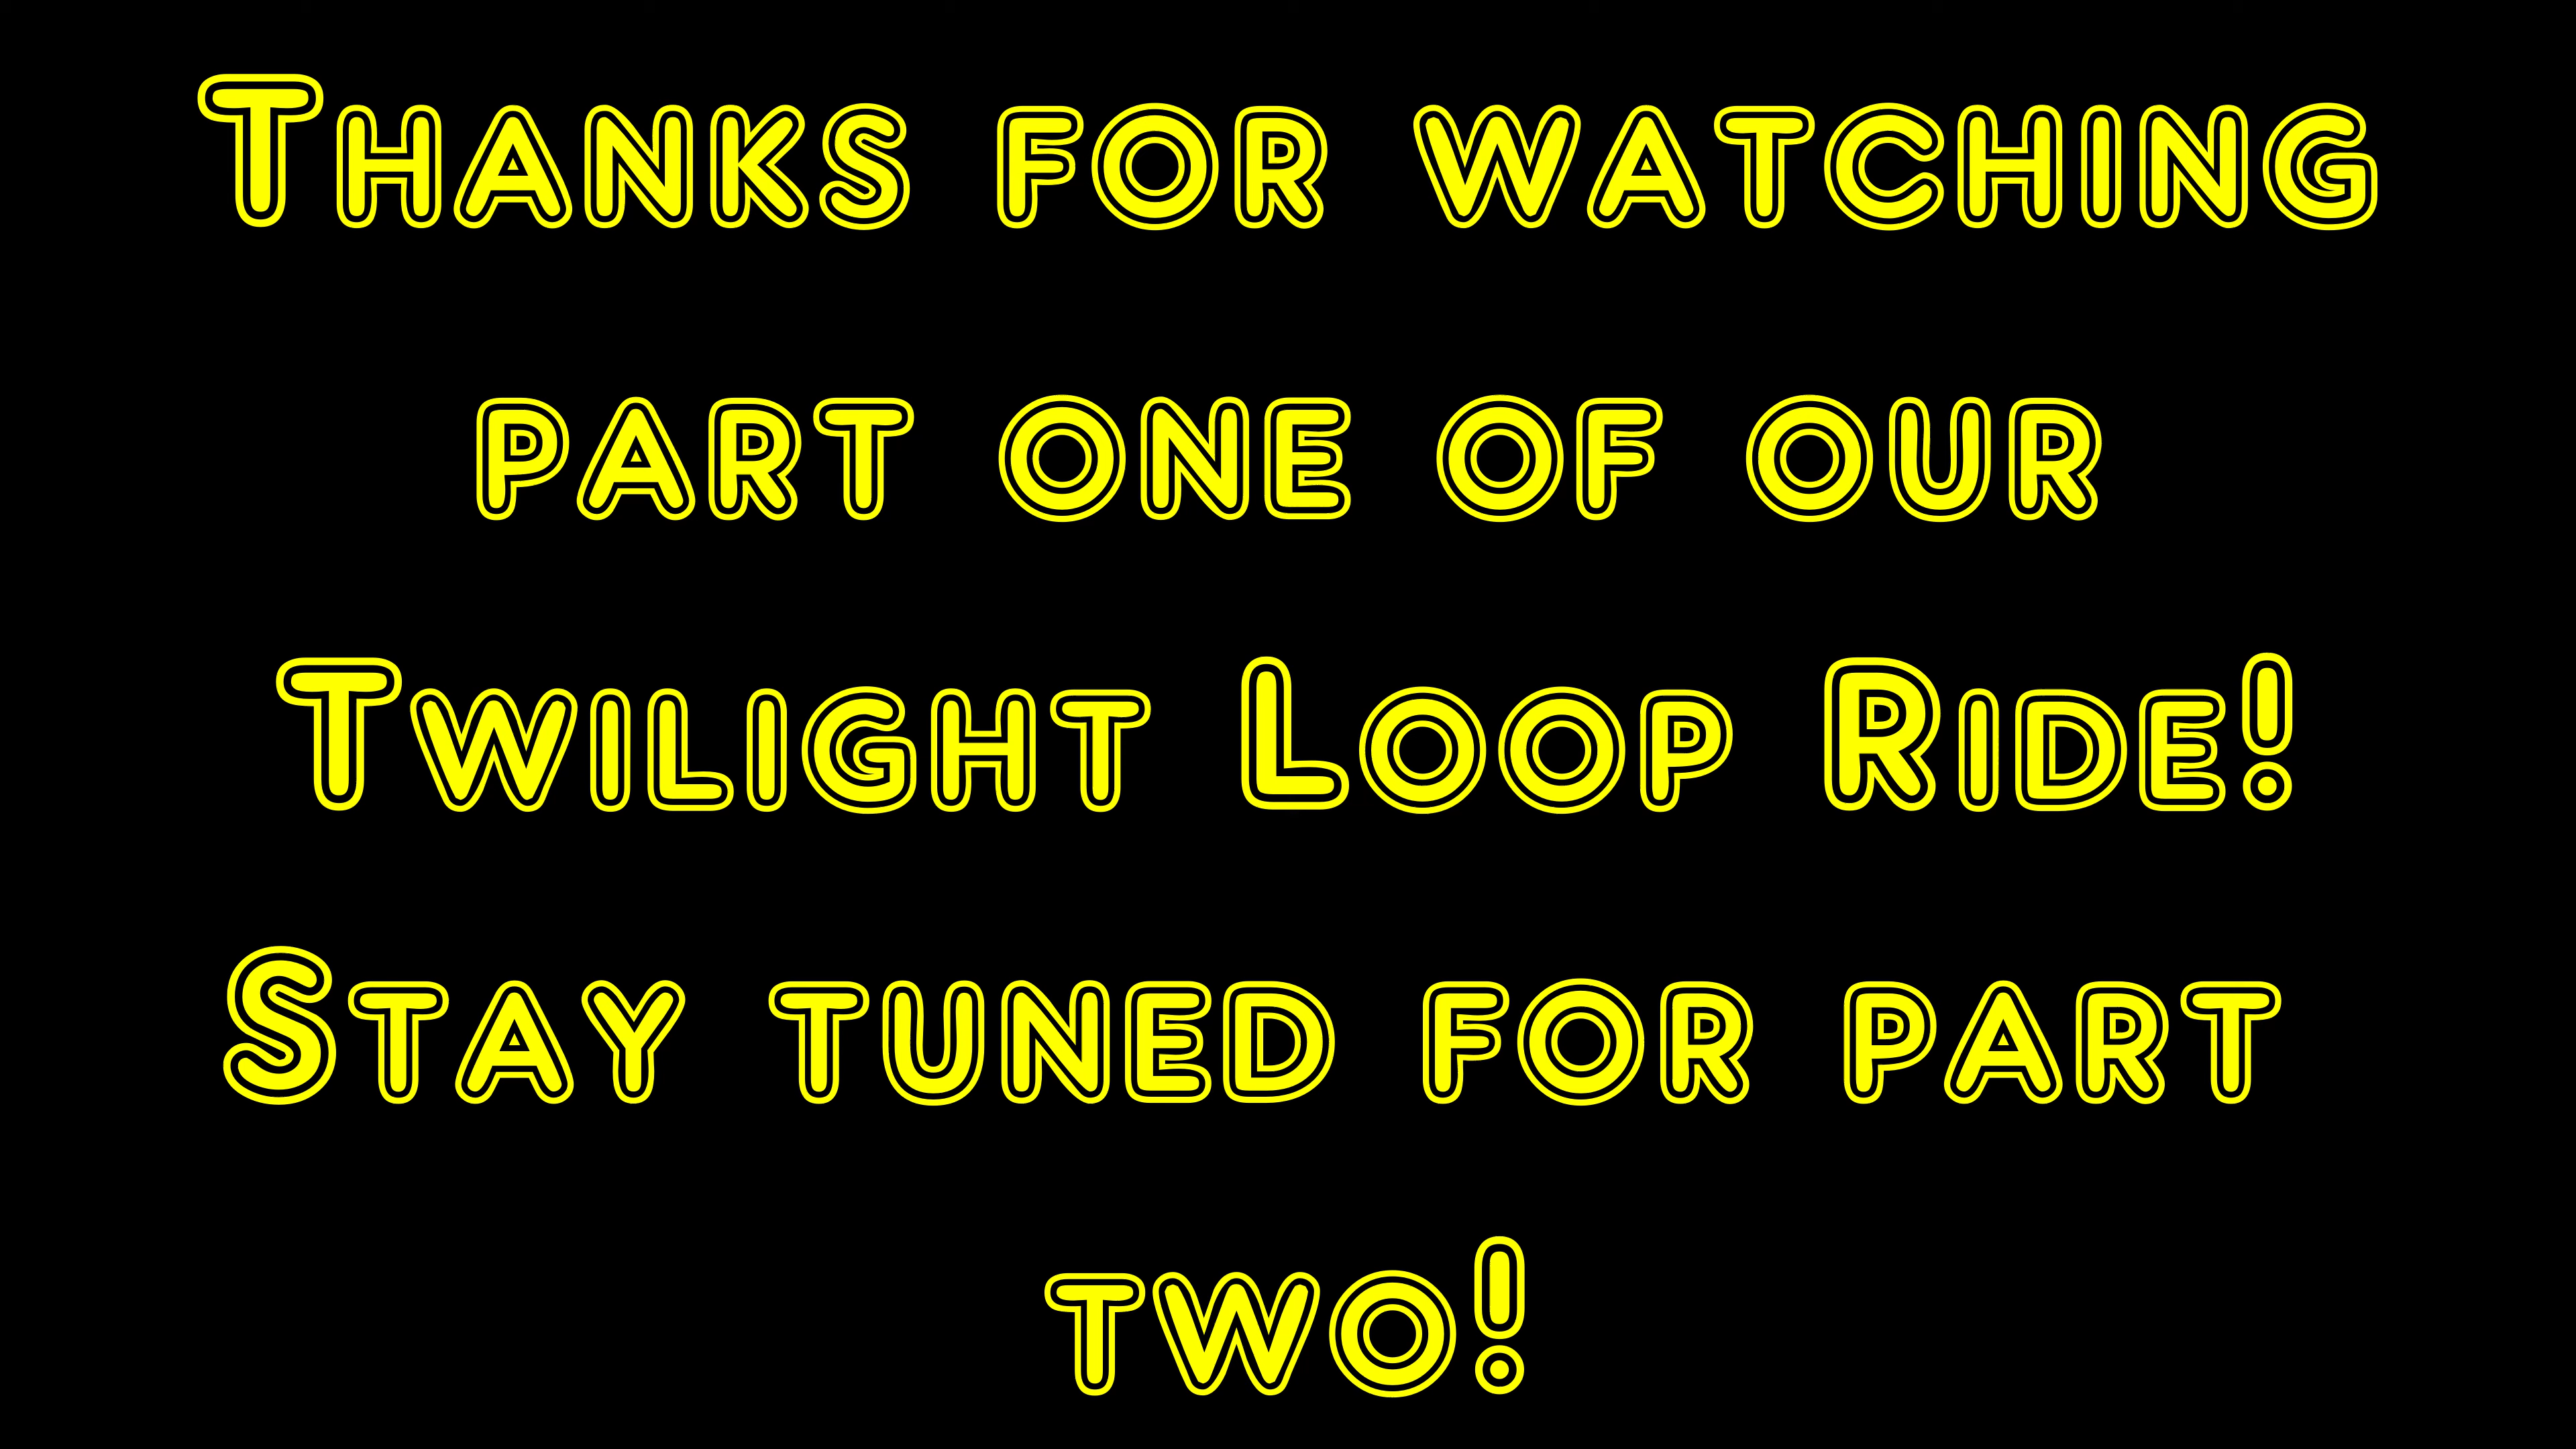 Thanks for watching
part one of our
Twilight Loop Ride!
Stay tuned for part
two!